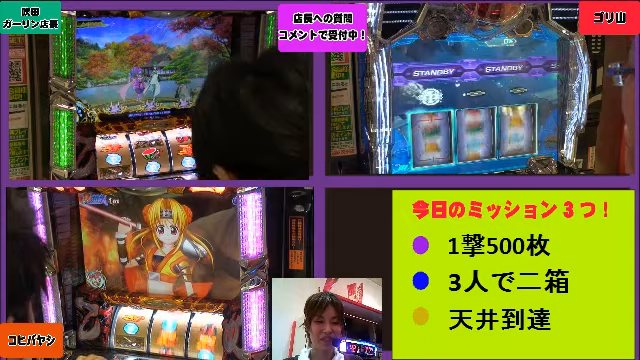 原田
ガーリン店長
店長への質問
コメントで受付中！
ゴリ山
STANDBY
STANDBY
今日のミッション３つ！
1撃500枚
3人で二箱
天井到達
コヒバヤシ